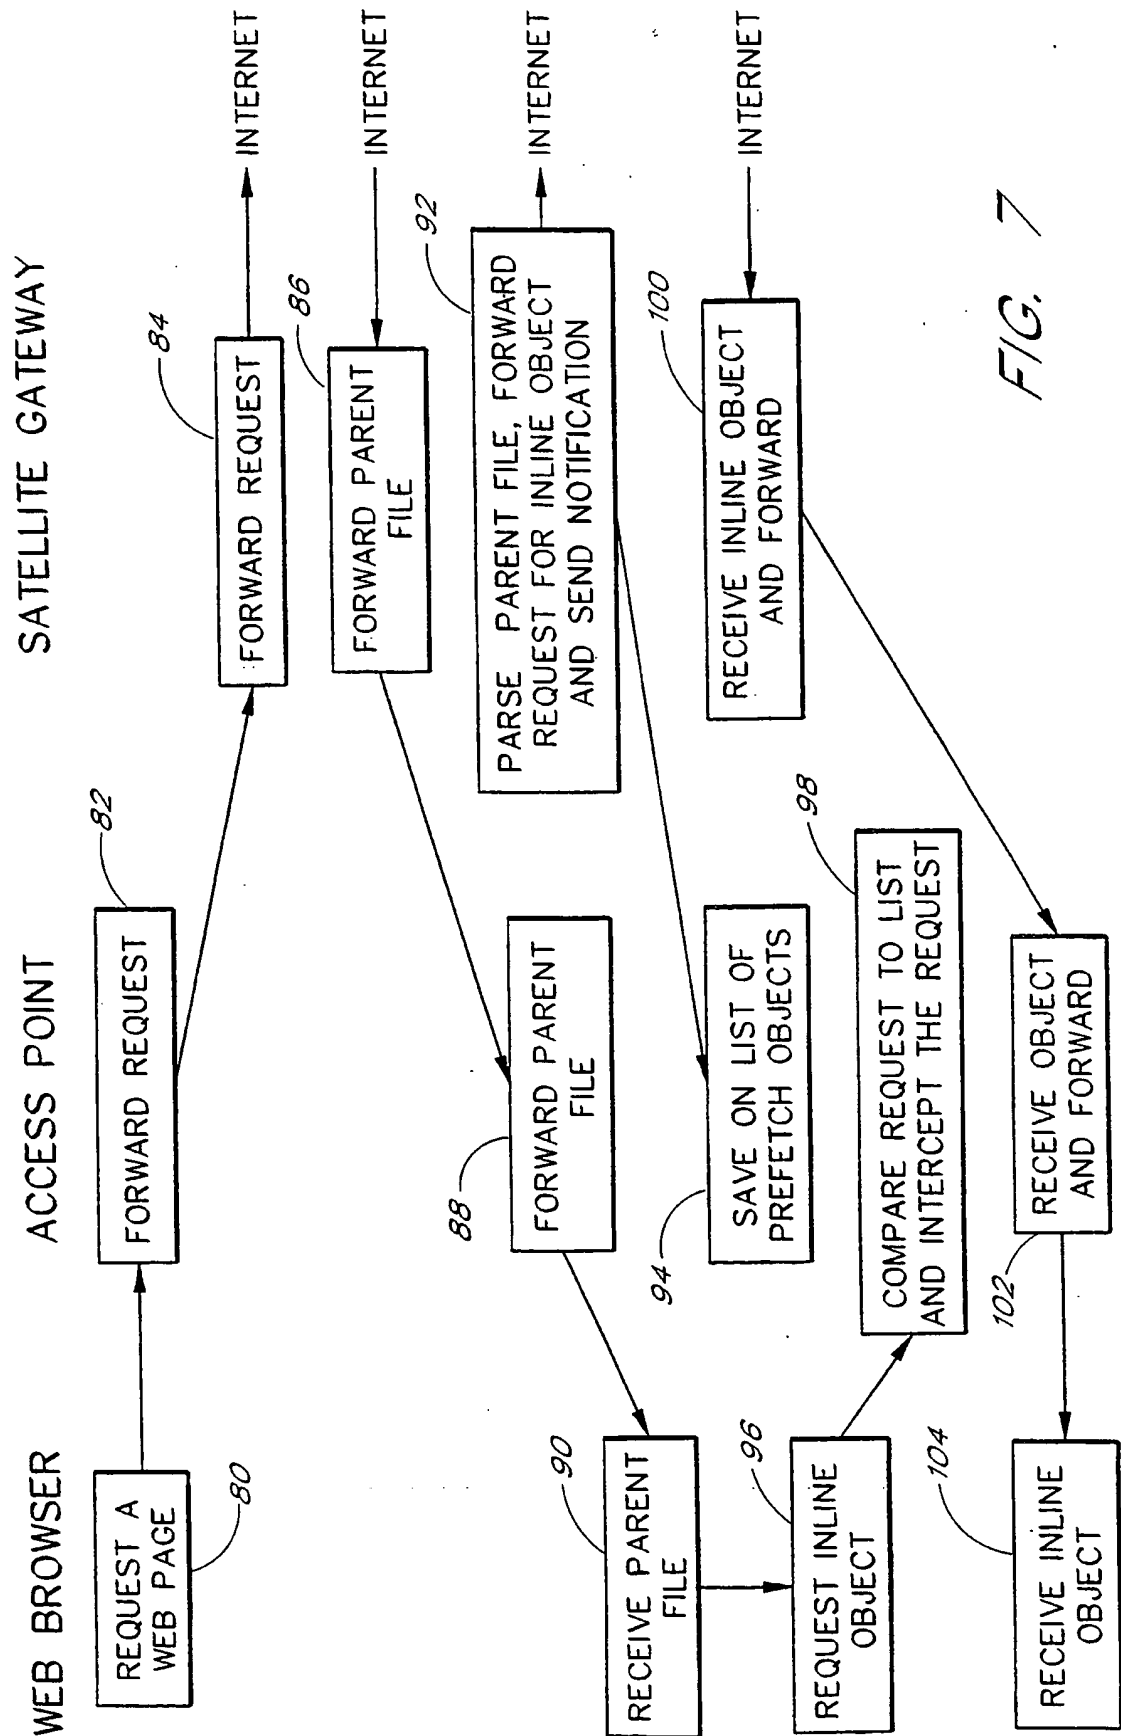 WEB BROWSER
ACCESS POINT
SATELLITE GATEWAY
REQUEST A
WEB PAGE
80
FORWARD REQUEST
82
FORWARD REQUEST
84
INTERNET
FORWARD PARENT
FILE
86
INTERNET
FORWARD PARENT
FILE
88
RECEIVE PARENT
FILE
90
PARSE PARENT FILE, FORWARD
REQUEST FOR INLINE OBJECT
AND SEND NOTIFICATION
92
INTERNET
SAVE ON LIST OF
PREFETCH OBJECTS
94
REQUEST INLINE
OBJECT
96
COMPARE REQUEST TO LIST
AND INTERCEPT THE REQUEST
98
RECEIVE INLINE OBJECT
AND FORWARD
100
INTERNET
RECEIVE OBJECT
AND FORWARD
102
RECEIVE INLINE
OBJECT
104
FIG. 7